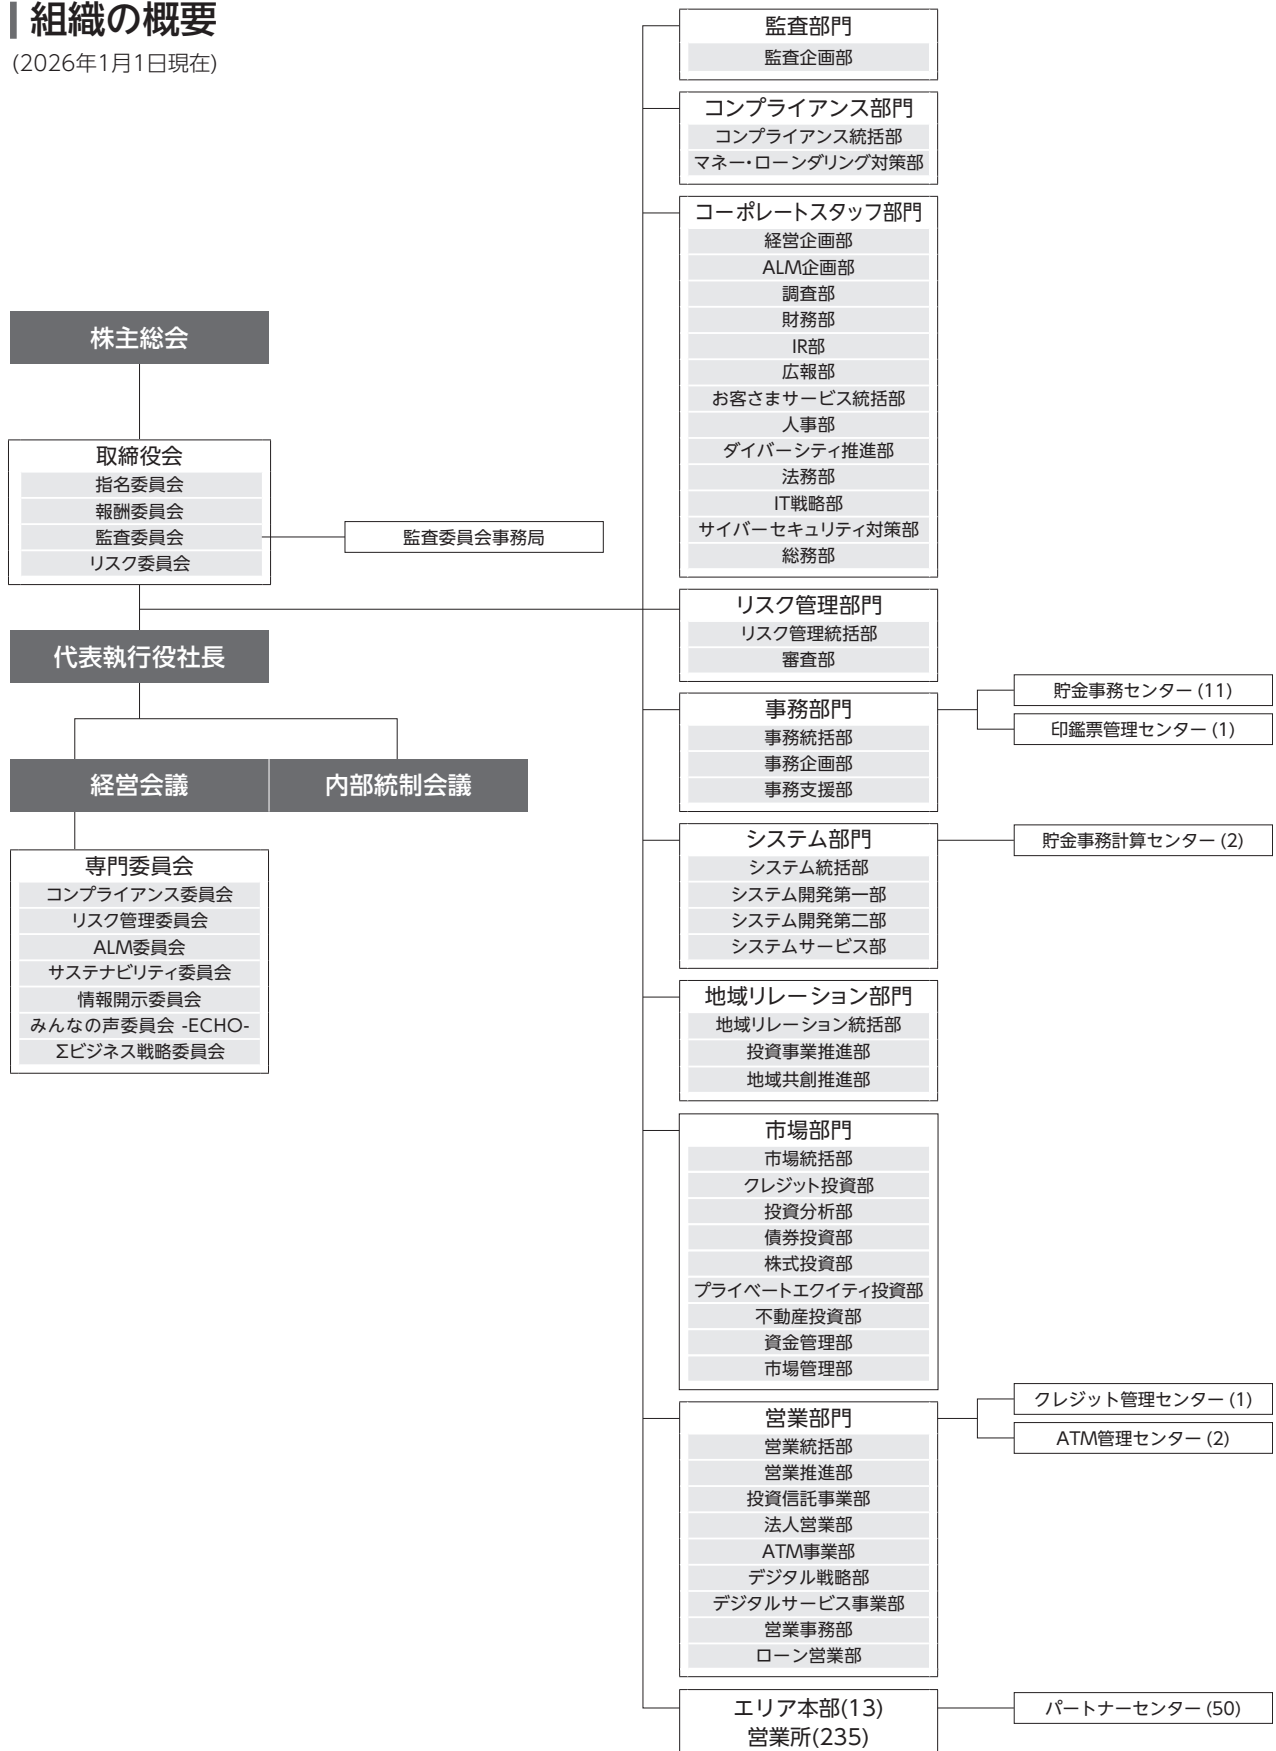 組織の概要
(2026年1月1日現在)
株主総会
取締役会
指名委員会
報酬委員会
監査委員会
リスク委員会
監査委員会事務局
代表執行役社長
経営会議
内部統制会議
専門委員会
コンプライアンス委員会
リスク管理委員会
ALM委員会
サステナビリティ委員会
情報開示委員会
みんなの声委員会 -ECHO-
Σビジネス戦略委員会
監査部門
監査企画部
コンプライアンス部門
コンプライアンス統括部
マネー・ローンダリング対策部
コーポレートスタッフ部門
経営企画部
ALM企画部
調査部
財務部
IR部
広報部
お客さまサービス統括部
人事部
ダイバーシティ推進部
法務部
IT戦略部
サイバーセキュリティ対策部
総務部
リスク管理部門
リスク管理統括部
審査部
事務部門
事務統括部
事務企画部
事務支援部
貯金事務センター (11)
印鑑票管理センター (1)
システム部門
システム統括部
システム開発第一部
システム開発第二部
システムサービス部
貯金事務計算センター (2)
地域リレーション部門
地域リレーション統括部
投資事業推進部
地域共創推進部
市場部門
市場統括部
クレジット投資部
投資分析部
債券投資部
株式投資部
プライベートエクイティ投資部
不動産投資部
資金管理部
市場管理部
営業部門
営業統括部
営業推進部
投資信託事業部
法人営業部
ATM事業部
デジタル戦略部
デジタルサービス事業部
営業事務部
ローン営業部
クレジット管理センター (1)
ATM管理センター (2)
エリア本部(13)
営業所(235)
パートナーセンター (50)